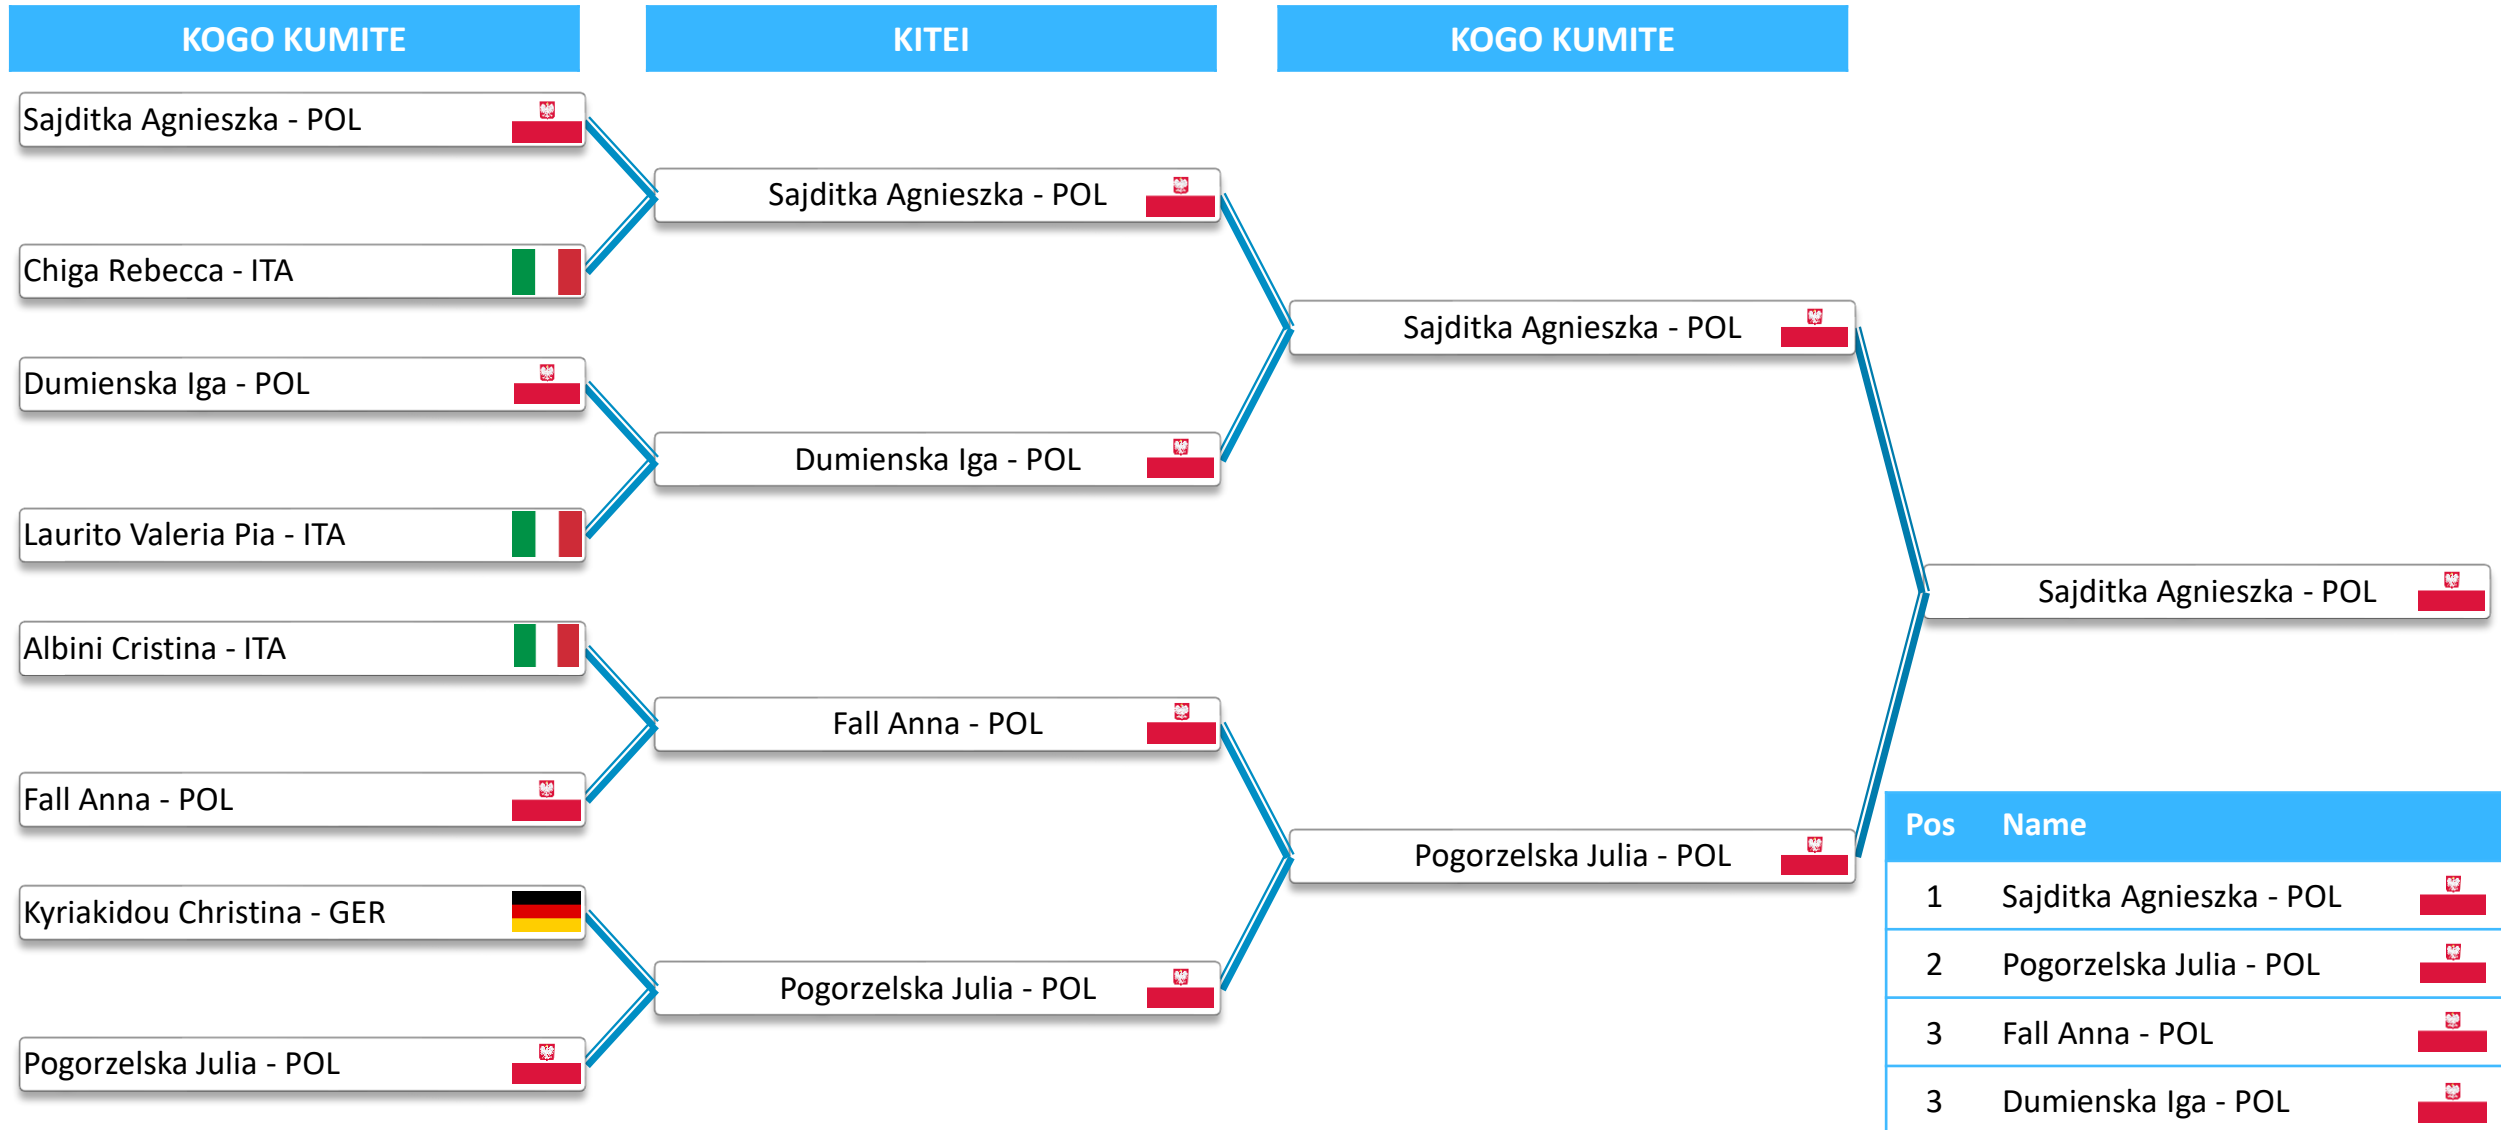 KOGO KUMITE
KITEI
KOGO KUMITE
Sajditka Agnieszka - POL
Chiga Rebecca - ITA
Dumienska Iga - POL
Laurito Valeria Pia - ITA
Albini Cristina - ITA
Fall Anna - POL
Kyriakidou Christina - GER
Pogorzelska Julia - POL
Sajditka Agnieszka - POL
Dumienska Iga - POL
Fall Anna - POL
Pogorzelska Julia - POL
Sajditka Agnieszka - POL
Pogorzelska Julia - POL
Sajditka Agnieszka - POL
Pos Name
1 Sajditka Agnieszka - POL
2 Pogorzelska Julia - POL
3 Fall Anna - POL
3 Dumienska Iga - POL